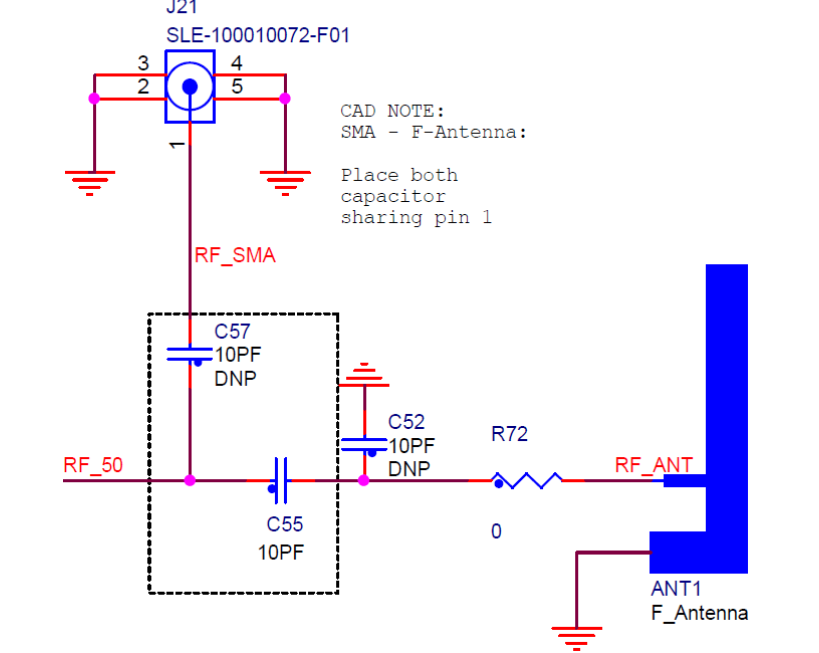 J21
SLE-100010072-F01
3
4
2
5
1
CAD NOTE:
SMA - F-Antenna:
Place both
capacitor
sharing pin 1
RF_SMA
C57
10PF
DNP
C52
10PF
DNP
R72
RF_50
RF_ANT
C55
10PF
0
ANT1
F_Antenna